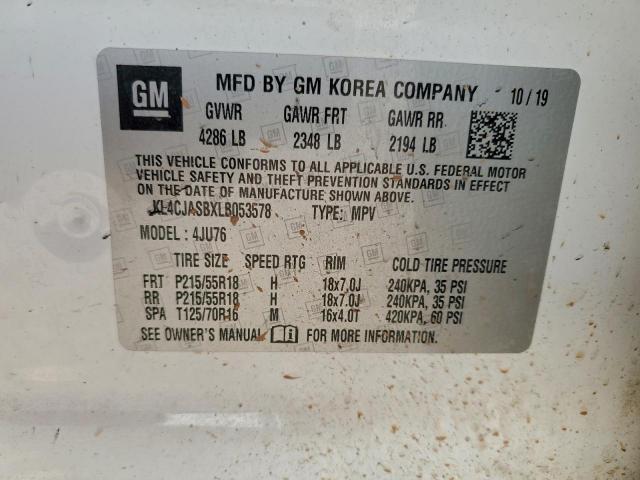 GM MFD BY GM KOREA COMPANY 10/19
GVWR GAWR FRT GAWR RR
4286 LB 2348 LB 2194 LB
THIS VEHICLE CONFORMS TO ALL APPLICABLE U.S. FEDERAL MOTOR
VEHICLE SAFETY AND THEFT PREVENTION STANDARDS IN EFFECT
ON THE DATE OF MANUFACTURE SHOWN ABOVE.
KL4CJASBXLB053578 TYPE: MPV
MODEL: 4JU76
TIRE SIZE SPEED RTG RIM COLD TIRE PRESSURE
FRT P215/55R18 H 18x7.0J 240KPA, 35 PSI
RR P215/55R18 H 18x7.0J 240KPA, 35 PSI
SPA T125/70R16 M 16x4.0T 420KPA, 60 PSI
SEE OWNER'S MANUAL FOR MORE INFORMATION.